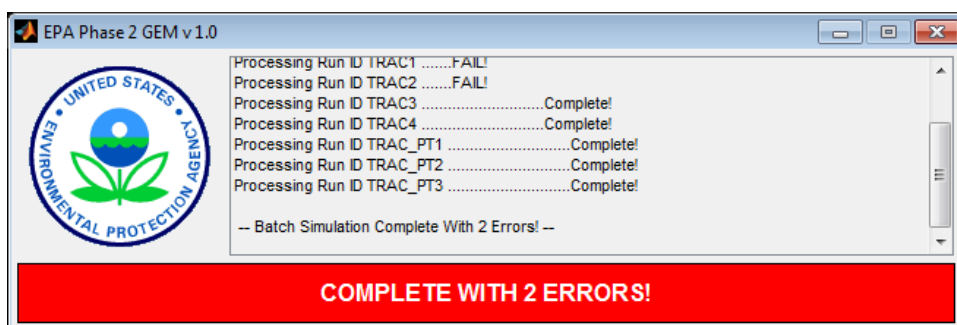 EPA Phase 2 GEM v 1.0
UNITED STATES
ENVIRONMENTAL PROTECTION AGENCY
Processing Run ID TRAC1 .......FAIL!
Processing Run ID TRAC2 .......FAIL!
Processing Run ID TRAC3 ............................Complete!
Processing Run ID TRAC4 ............................Complete!
Processing Run ID TRAC_PT1 ............................Complete!
Processing Run ID TRAC_PT2 ............................Complete!
Processing Run ID TRAC_PT3 ............................Complete!
-- Batch Simulation Complete With 2 Errors! --
COMPLETE WITH 2 ERRORS!